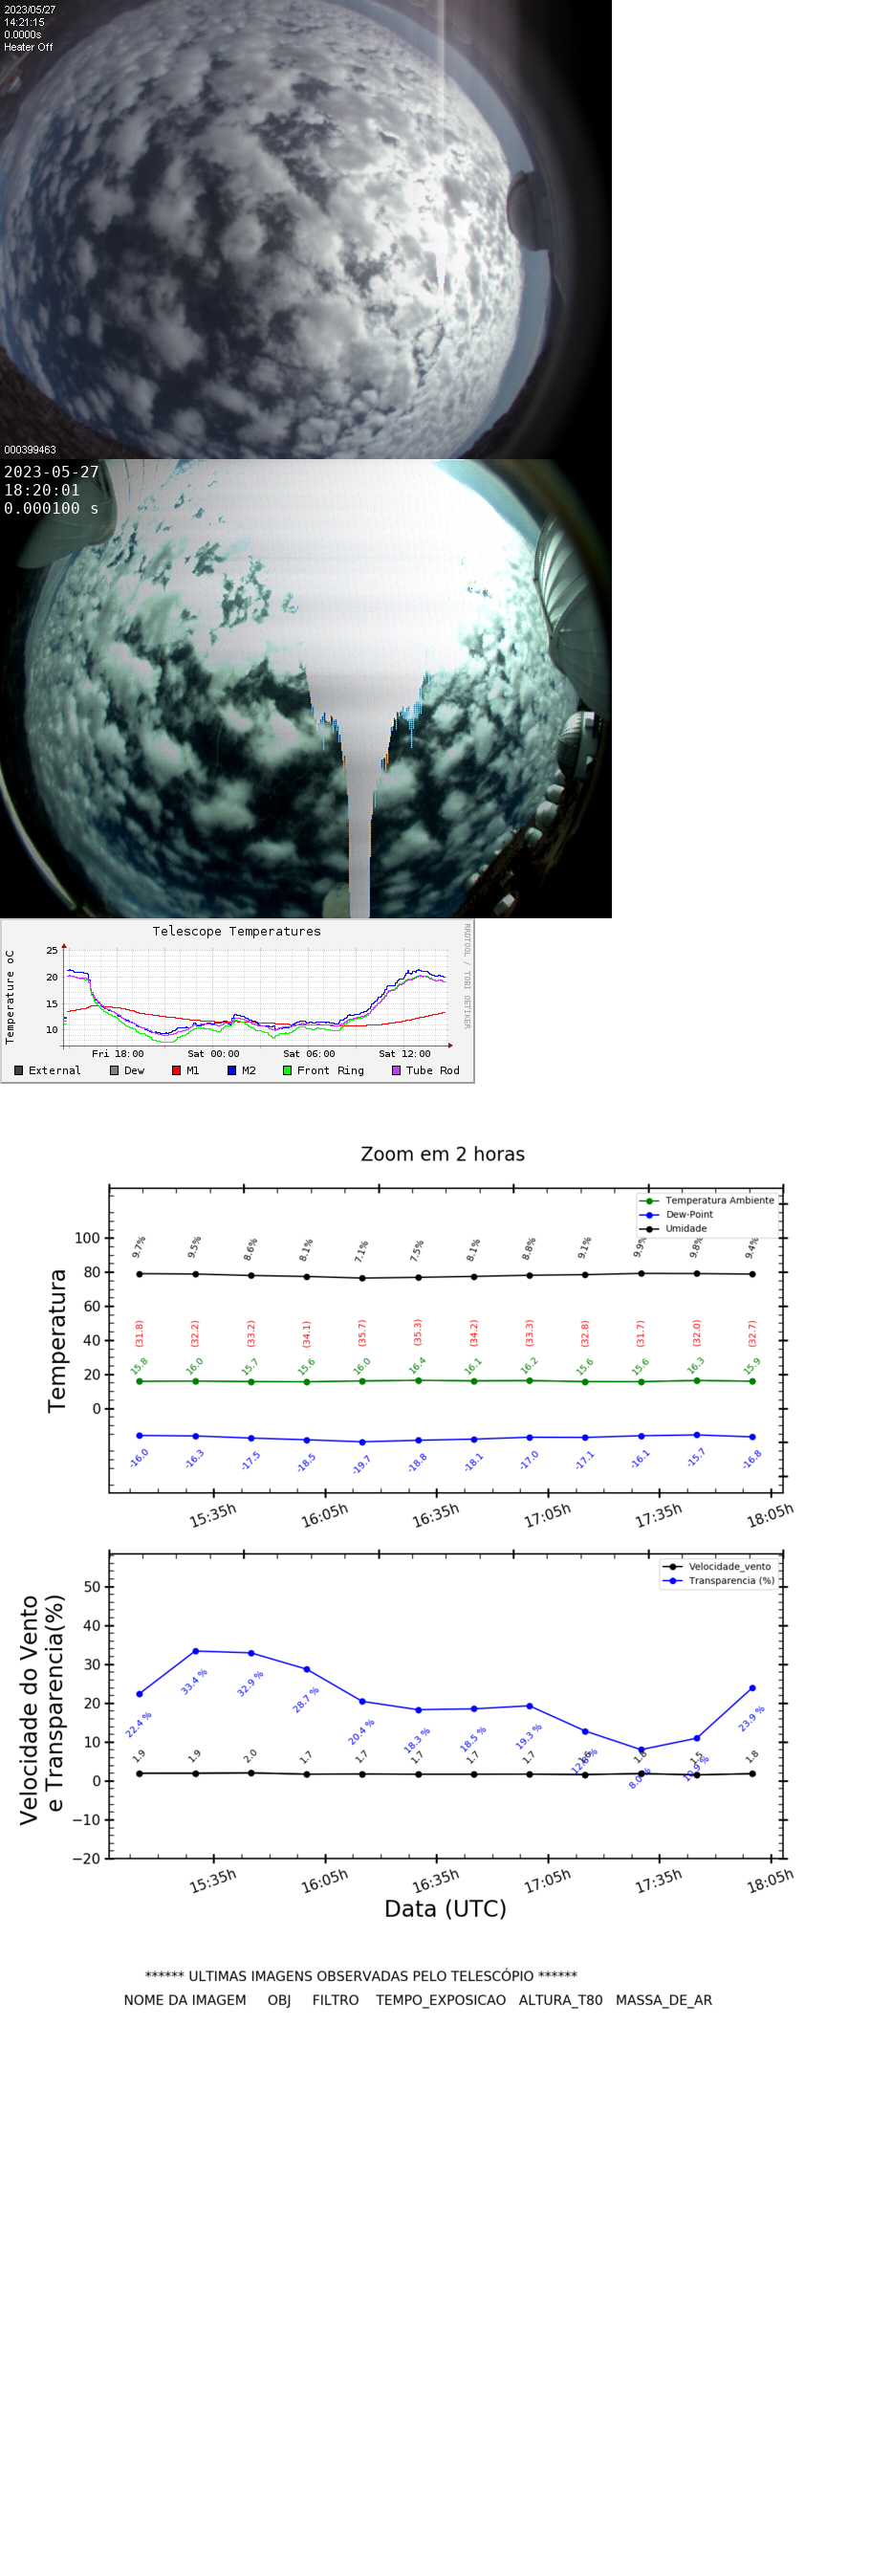 2023/05/27
14:21:15
0.0000s
Heater Off
000399463
2023-05-27
18:20:01
0.000100 s
Telescope Temperatures
RRDTOOL / TOBI OETIKER
Temperature oC
25
20
15
10
Fri 18:00 Sat 00:00 Sat 06:00 Sat 12:00
External Dew M1 M2 Front Ring Tube Rod
Zoom em 2 horas
Temperatura Ambiente
Dew-Point
Umidade
Temperatura
100
80
60
40
20
0
9.7% 9.5% 8.6% 8.1% 7.1% 7.5% 8.1% 8.8% 9.1% 9.9% 9.8% 9.4%
(31.8) (32.2) (33.2) (34.1) (35.7) (35.3) (34.2) (33.3) (32.8) (31.7) (32.0) (32.7)
15.8 16.0 15.7 15.6 16.0 16.4 16.1 16.2 15.6 15.6 16.3 15.9
-16.0 -16.3 -17.5 -18.5 -19.7 -18.8 -18.1 -17.0 -17.1 -16.1 -15.7 -16.8
15:35h 16:05h 16:35h 17:05h 17:35h 18:05h
Velocidade_vento
Transparencia (%)
Velocidade do Vento
e Transparencia(%)
50
40
30
20
10
0
−10
−20
22.4 % 33.4 % 32.9 % 28.7 % 20.4 % 18.3 % 18.5 % 19.3 % 23.9 %
1.9 1.9 2.0 1.7 1.7 1.7 1.7 1.7 1.8
15:35h 16:05h 16:35h 17:05h 17:35h 18:05h
Data (UTC)
****** ULTIMAS IMAGENS OBSERVADAS PELO TELESCÓPIO ******
NOME DA IMAGEM OBJ FILTRO TEMPO_EXPOSICAO ALTURA_T80 MASSA_DE_AR